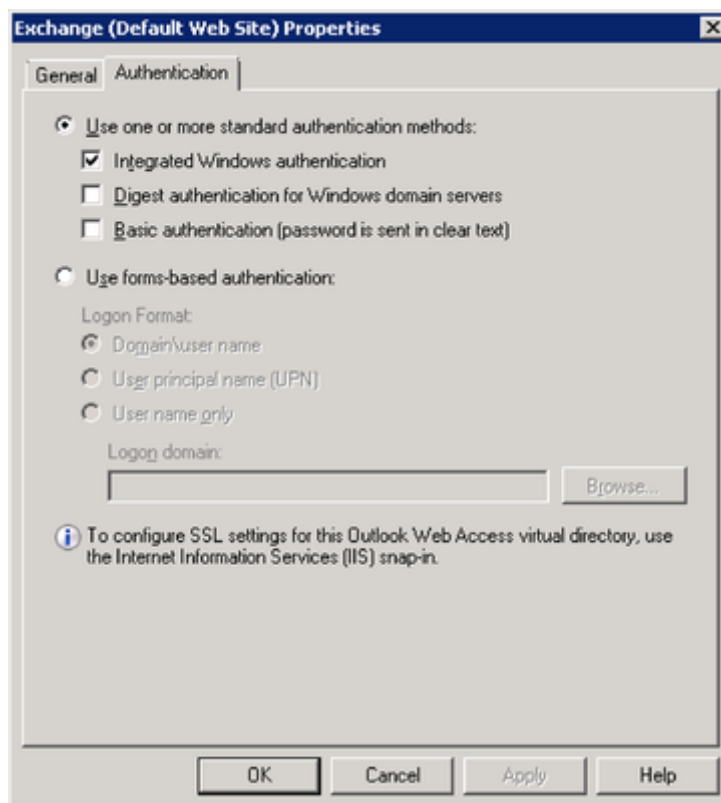 Exchange (Default Web Site) Properties
General
Authentication
Use one or more standard authentication methods:
Integrated Windows authentication
Digest authentication for Windows domain servers
Basic authentication (password is sent in clear text)
Use forms-based authentication:
Logon Format:
Domain\user name
User principal name (UPN)
User name only
Logon domain:
Browse...
To configure SSL settings for this Outlook Web Access virtual directory, use
the Internet Information Services (IIS) snap-in.
OK
Cancel
Apply
Help